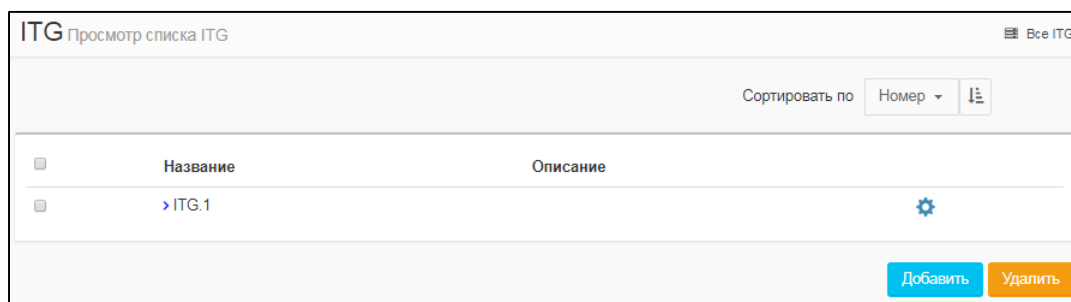 ITG Просмотр списка ITG
Все ITG
Сортировать по Номер
Название Описание
ITG.1
Добавить Удалить